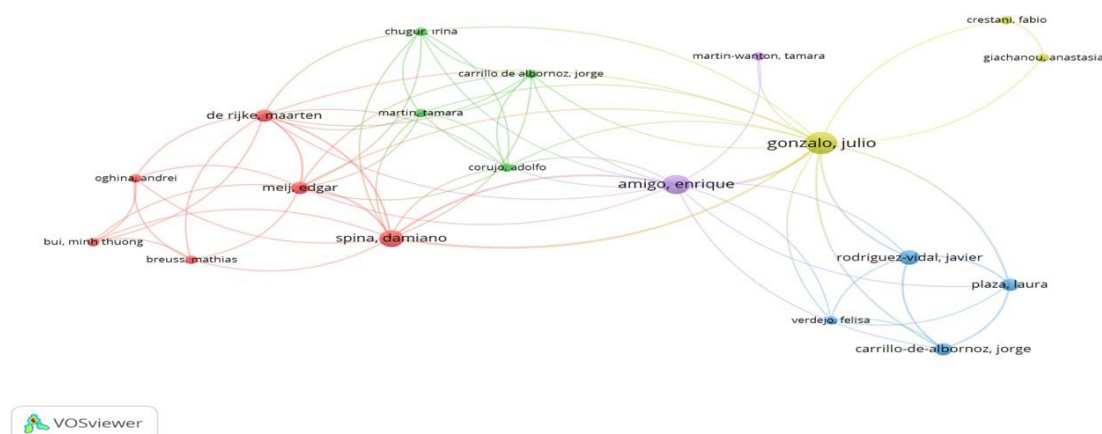 crestani, fabio
chugur, irina
martin-wanton, tamara
giachanou, anastasia
carrillo de albornoz, jorge
de rijke, maarten
martin, tamara
gonzalo, julio
corujo, adolfo
oghina, andrei
meij, edgar
amigo, enrique
spina, damiano
bui, minh thuong
breuss, mathias
rodriguez-vidal, javier
plaza, laura
verdejo, felisa
carrillo-de-albornoz, jorge
VOSviewer